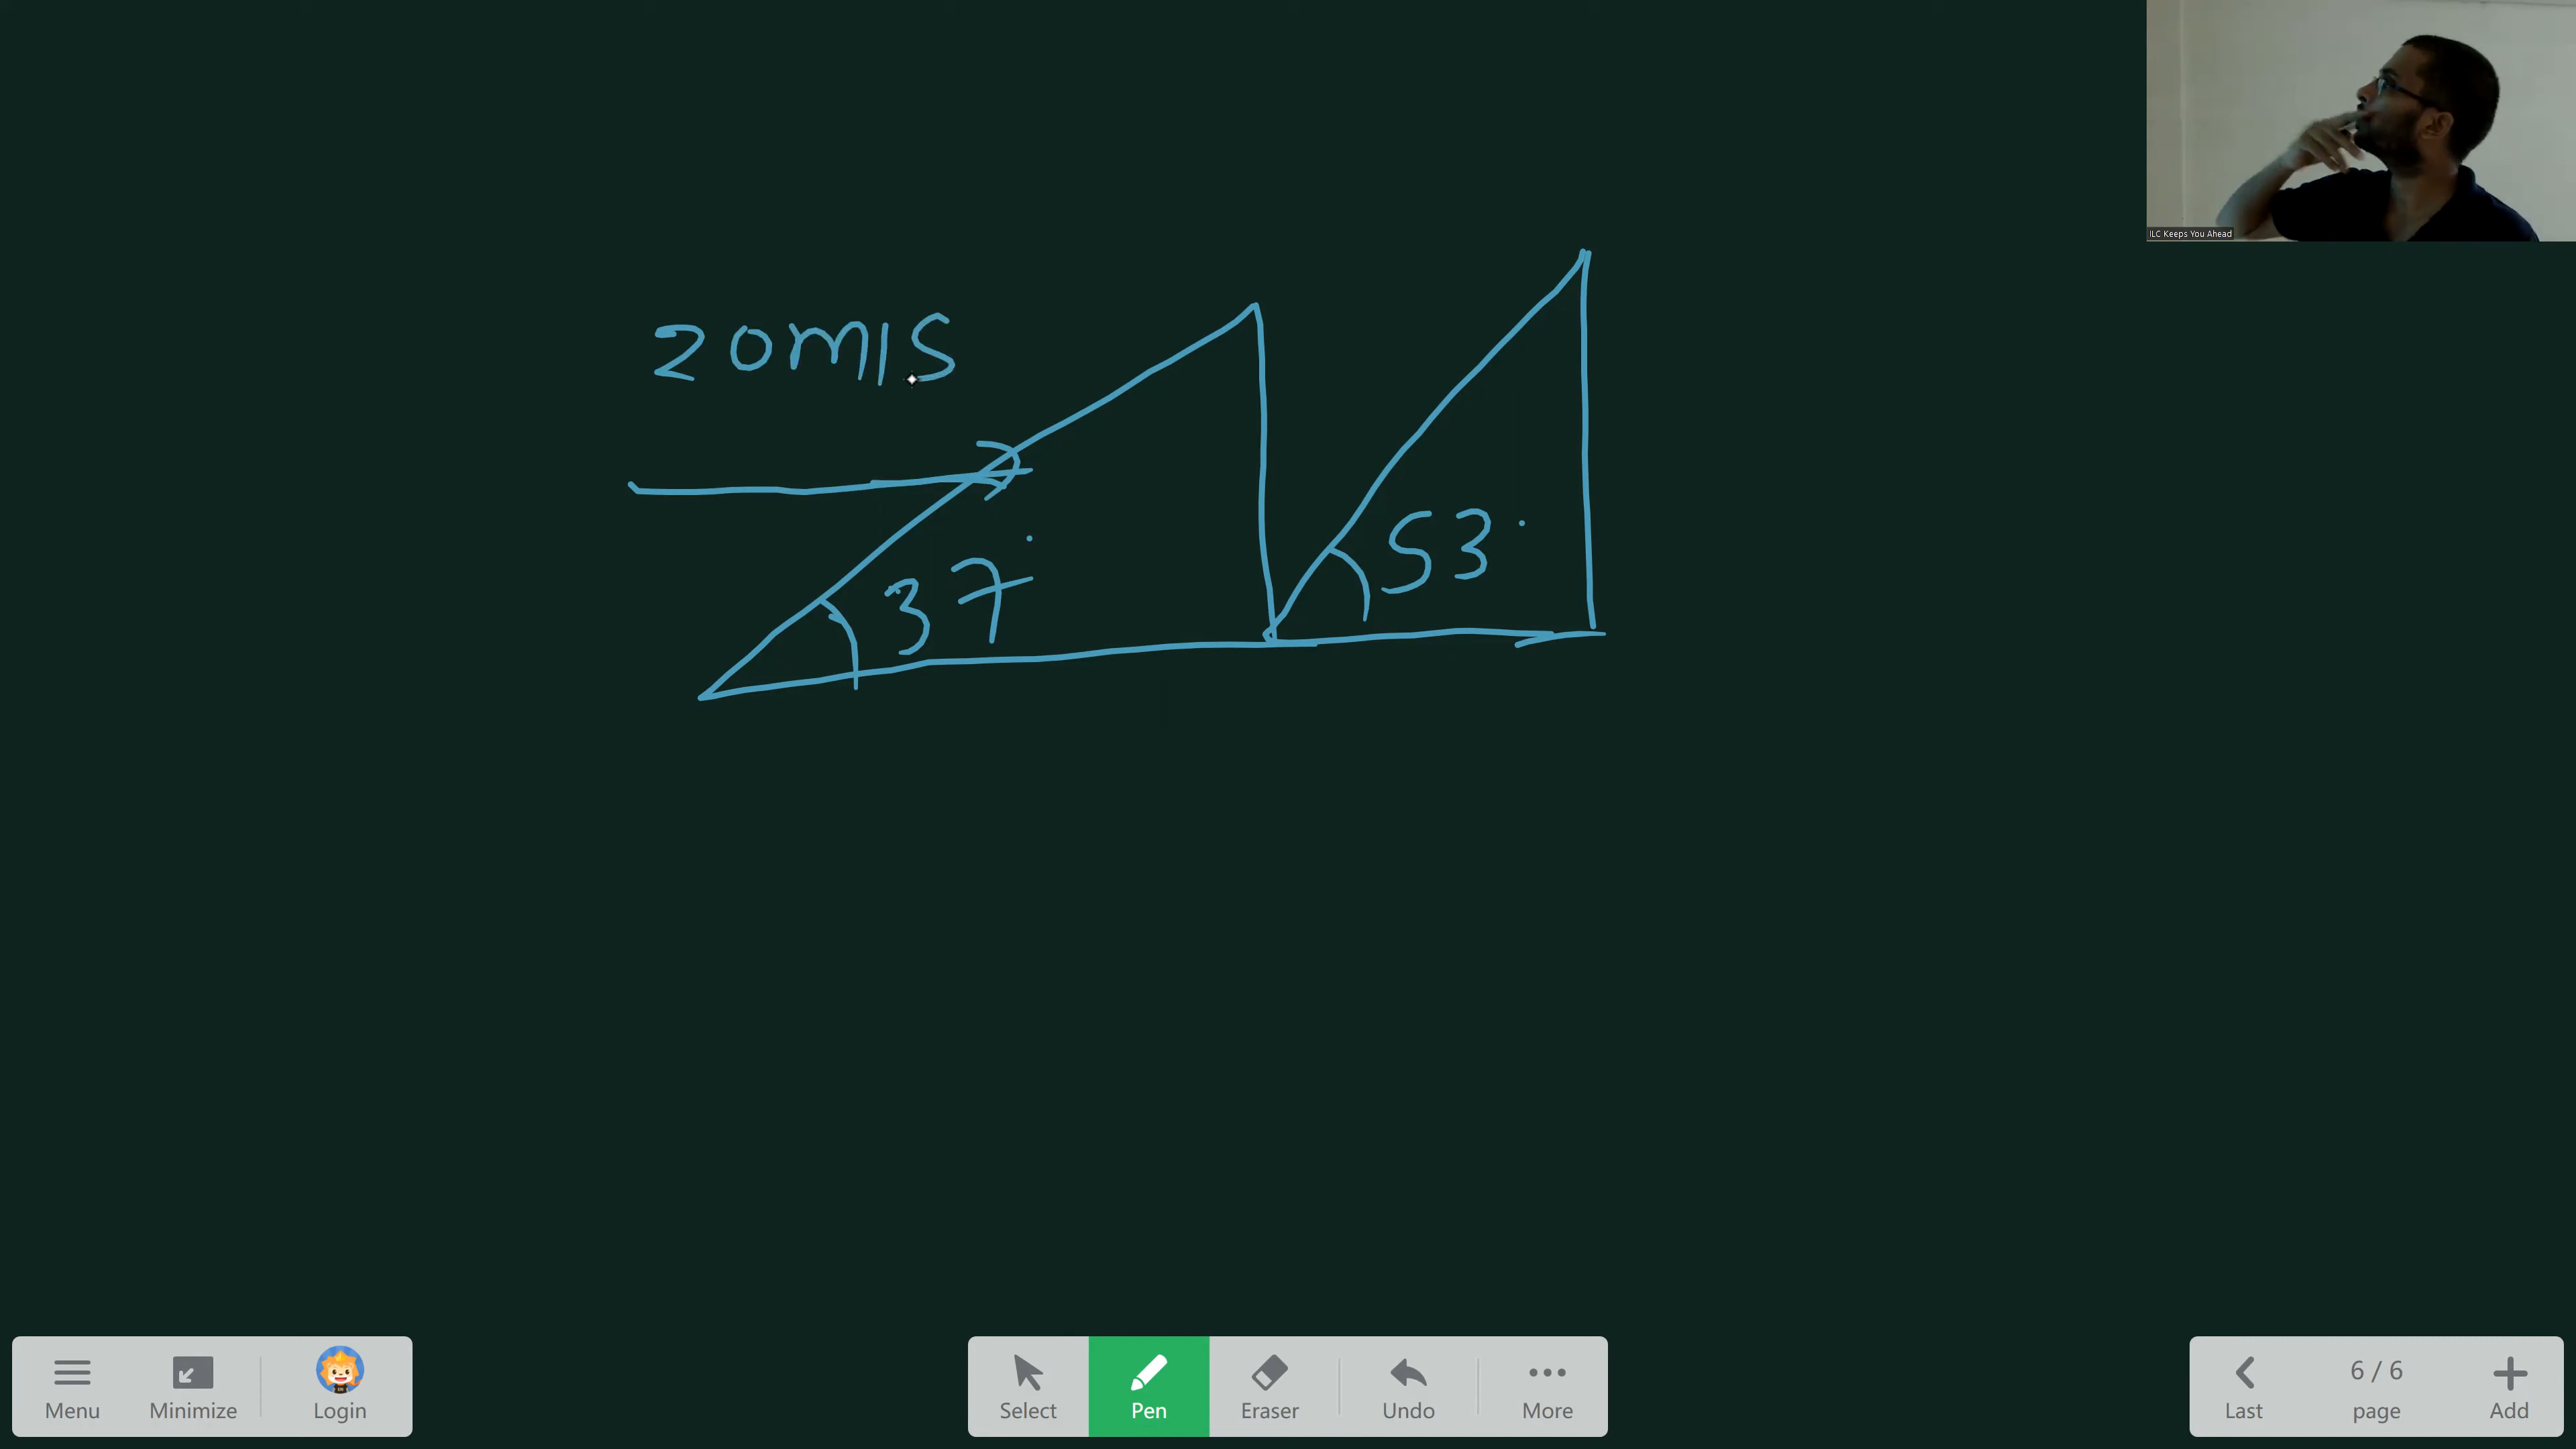 ILC Keeps You Ahead
20m/s
37°
53°
Menu
Minimize
Login
Select
Pen
Eraser
Undo
More
Last
6 / 6
page
Add